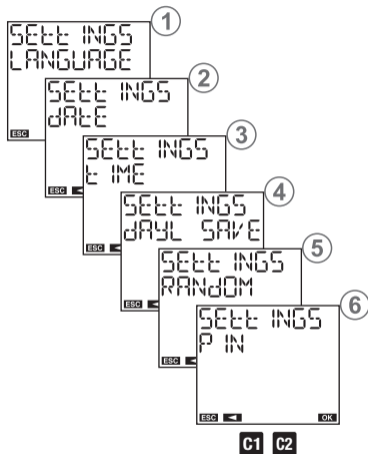 1
SEtt INGS
LANGUAGE
ESC
2
SEtt INGS
dAtE
ESC
3
SEtt INGS
t IME
ESC
4
SEtt INGS
dAYL SAVE
ESC
5
SEtt INGS
RANdOM
ESC
6
SEtt INGS
P IN
ESC
OK
C1 C2